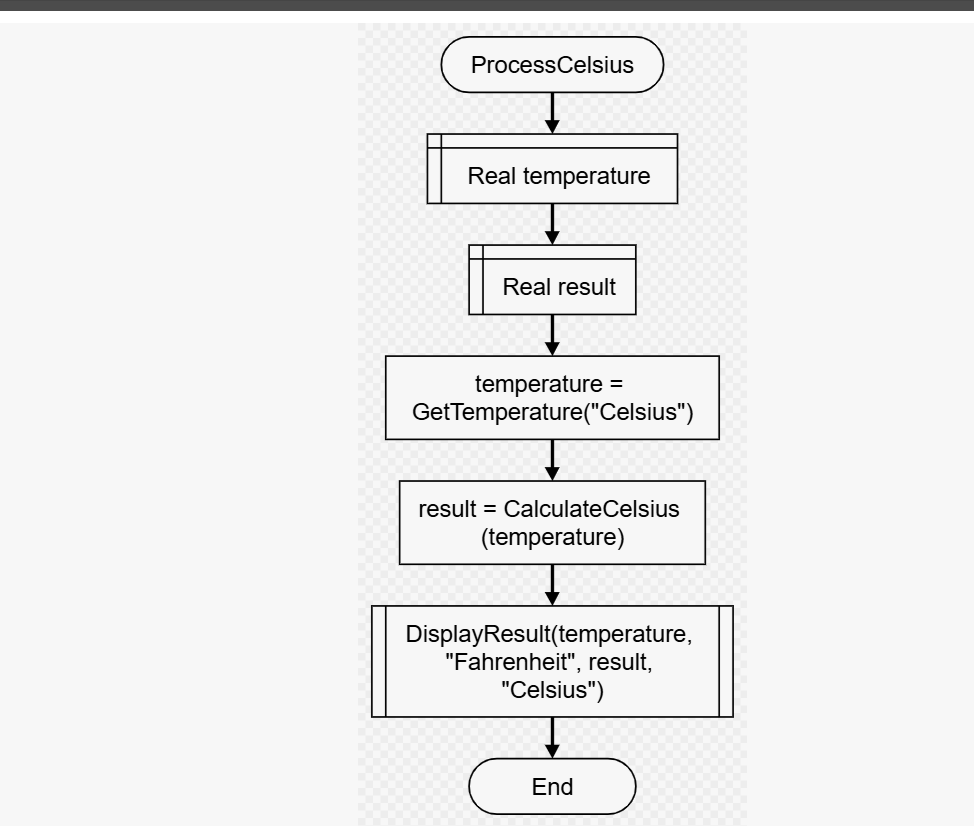 ProcessCelsius
Real temperature
Real result
temperature =
GetTemperature("Celsius")
result = CalculateCelsius
(temperature)
DisplayResult(temperature,
"Fahrenheit", result,
"Celsius")
End